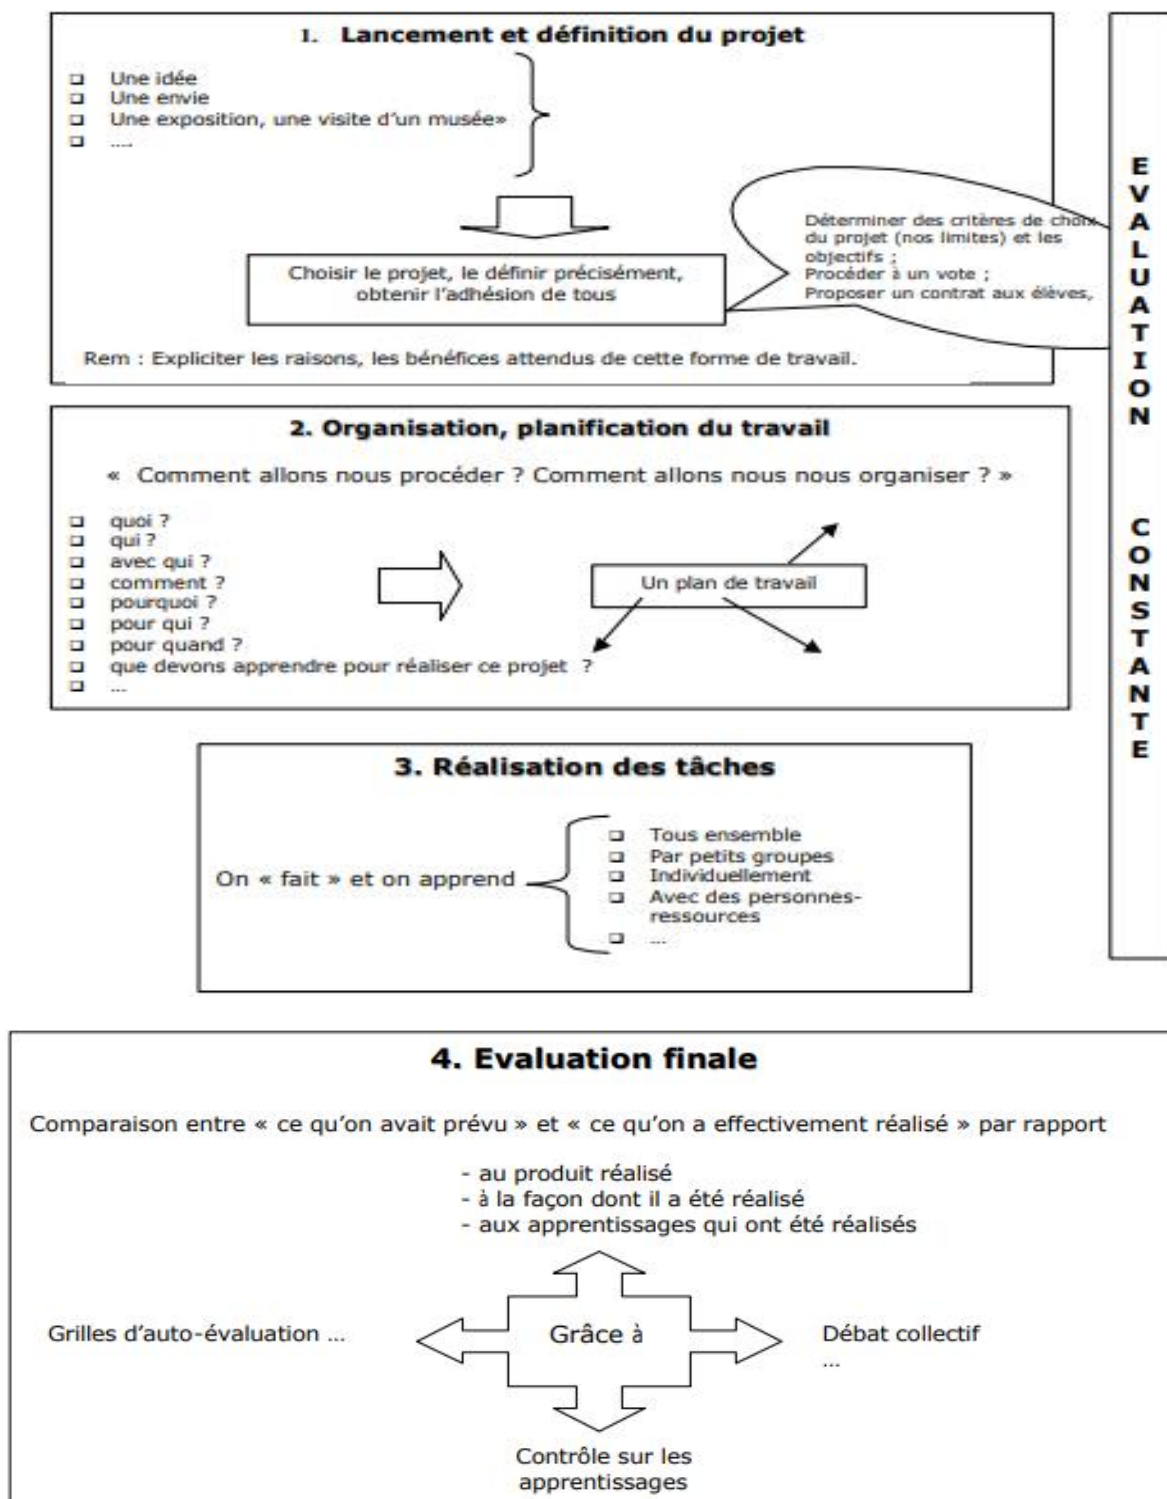 1. Lancement et définition du projet
❑ Une idée
❑ Une envie
❑ Une exposition, une visite d'un musée»
❑ ….
Déterminer des critères de choix
du projet (nos limites) et les
objectifs ;
Procéder à un vote ;
Proposer un contrat aux élèves,
Choisir le projet, le définir précisément,
obtenir l'adhésion de tous
Rem : Expliciter les raisons, les bénéfices attendus de cette forme de travail.
2. Organisation, planification du travail
« Comment allons nous procéder ? Comment allons nous nous organiser ? »
❑ quoi ?
❑ qui ?
❑ avec qui ?
❑ comment ?
❑ pourquoi ?
❑ pour qui ?
❑ pour quand ?
❑ que devons apprendre pour réaliser ce projet ?
❑ ...
Un plan de travail
3. Réalisation des tâches
On « fait » et on apprend
❑ Tous ensemble
❑ Par petits groupes
❑ Individuellement
❑ Avec des personnes-
ressources
❑ ...
EVALUATION
CONSTANTE
4. Evaluation finale
Comparaison entre « ce qu'on avait prévu » et « ce qu'on a effectivement réalisé » par rapport
- au produit réalisé
- à la façon dont il a été réalisé
- aux apprentissages qui ont été réalisés
Grilles d'auto-évaluation ...
Grâce à
Débat collectif
...
Contrôle sur les
apprentissages